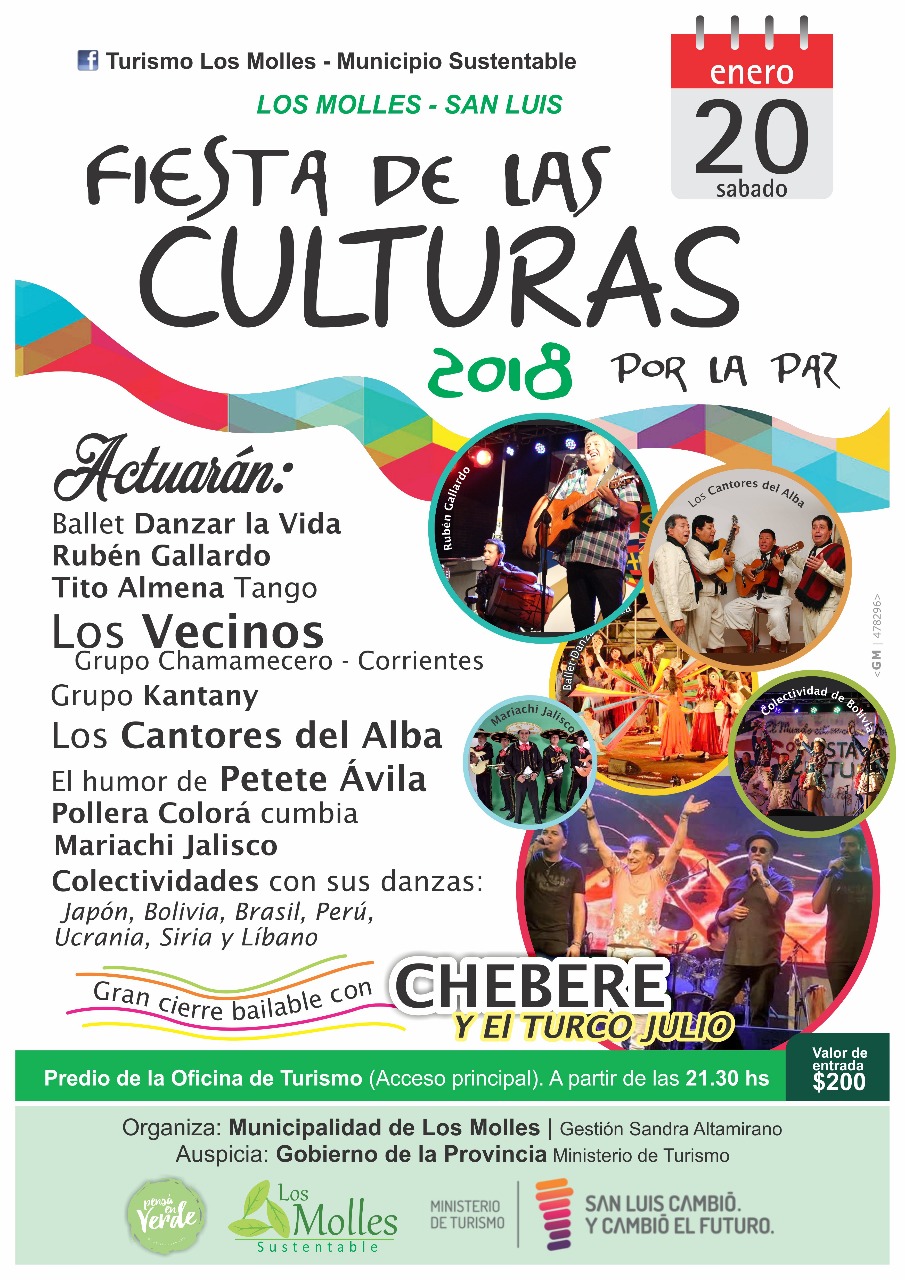 Turismo Los Molles - Municipio Sustentable
LOS MOLLES - SAN LUIS
enero
20
sabado
FIESTA DE LAS
CULTURAS
2018 POR LA PAZ
Actuarán:
Ballet Danzar la Vida
Rubén Gallardo
Tito Almena Tango
Los Vecinos
Grupo Chamamecero - Corrientes
Grupo Kantany
Los Cantores del Alba
El humor de Petete Ávila
Pollera Colorá cumbia
Mariachi Jalisco
Colectividades con sus danzas:
Japón, Bolivia, Brasil, Perú,
Ucrania, Siria y Líbano
Rubén Gallardo
Los Cantores del Alba
Mariachi Jalisco
Colectividad de Bolivia
<GM | 478296>
Gran cierre bailable con
CHEBERE
Y El TURCO JULIO
Predio de la Oficina de Turismo (Acceso principal). A partir de las 21.30 hs
Valor de
entrada
$200
Organiza: Municipalidad de Los Molles | Gestión Sandra Altamirano
Auspicia: Gobierno de la Provincia Ministerio de Turismo
pensá
en
Verde
Los
Molles
Sustentable
MINISTERIO
DE TURISMO
SAN LUIS CAMBIÓ.
Y CAMBIÓ EL FUTURO.